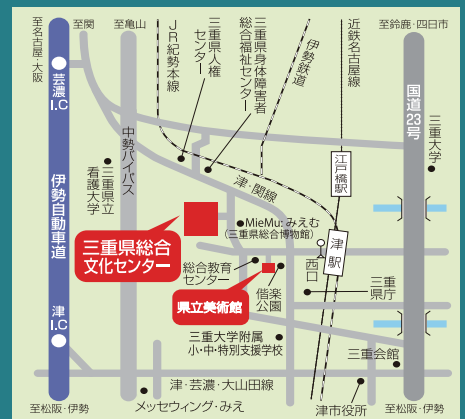 至名古屋・大阪
至関
至亀山
JR紀勢本線
三重県人権
センター
三重県身体障害者
総合福祉センター
伊勢鉄道
近鉄名古屋線
至鈴鹿・四日市
芸濃
I.C
国道23号
三重大学
中勢バイパス
三重県立
看護大学
江戸橋駅
津・関線
伊勢自動車道
MieMu:みえむ
(三重県総合博物館)
三重県総合
文化センター
津駅
西口
総合教育
センター
県立美術館
偕楽
公園
三重
県庁
津
I.C
三重大学附属
小・中・特別支援学校
三重会館
津・芸濃・大山田線
至松阪・伊勢
メッセウィング・みえ
津市役所
至松阪・伊勢